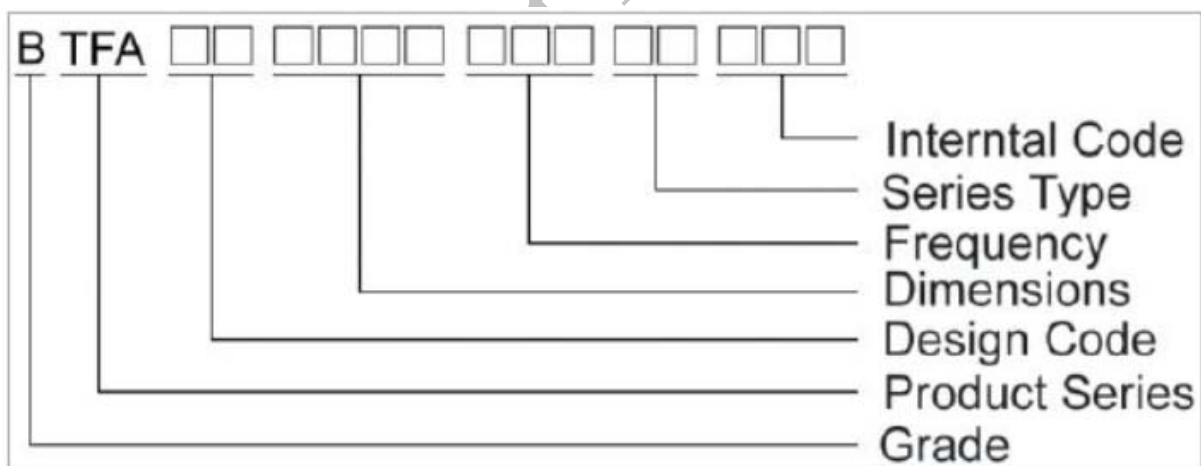 B TFA □□ □□□□ □□□ □□ □□□
Interntal Code
Series Type
Frequency
Dimensions
Design Code
Product Series
Grade